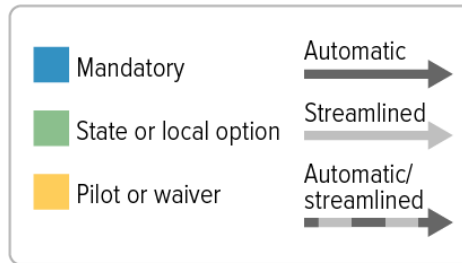 Mandatory
State or local option
Pilot or waiver
Automatic
Streamlined
Automatic/
streamlined